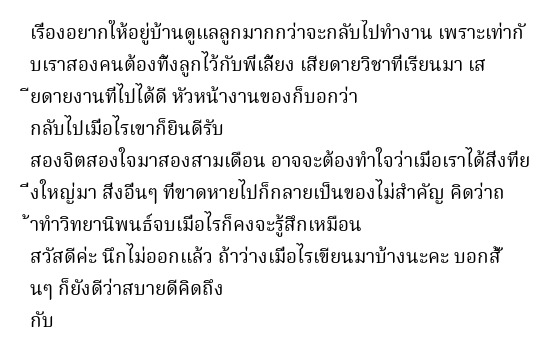 เรื่องอยากให้อยู่บ้านดูแลลูกมากกว่าจะกลับไปทำงาน เพราะเท่ากั
บเราสองคนต้องทิ้งลูกไว้กับพี่เลี้ยง เสียดายวิชาที่เรียนมา เส
ียดายงานที่ไปได้ดี หัวหน้างานของก็บอกว่า
กลับไปเมื่อไรเขาก็ยินดีรับ
สองจิตสองใจมาสองสามเดือน อาจจะต้องทำใจว่าเมื่อเราได้สิ่งที่ย
ิ่งใหญ่มา สิ่งอื่นๆ ที่ขาดหายไปก็กลายเป็นของไม่สำคัญ คิดว่าถ
้าทำวิทยานิพนธ์จบเมื่อไรก็คงจะรู้สึกเหมือน
สวัสดีค่ะ นึกไม่ออกแล้ว ถ้าว่างเมื่อไรเขียนมาบ้างนะคะ บอกสั้
นๆ ก็ยังดีว่าสบายดีคิดถึง
กับ